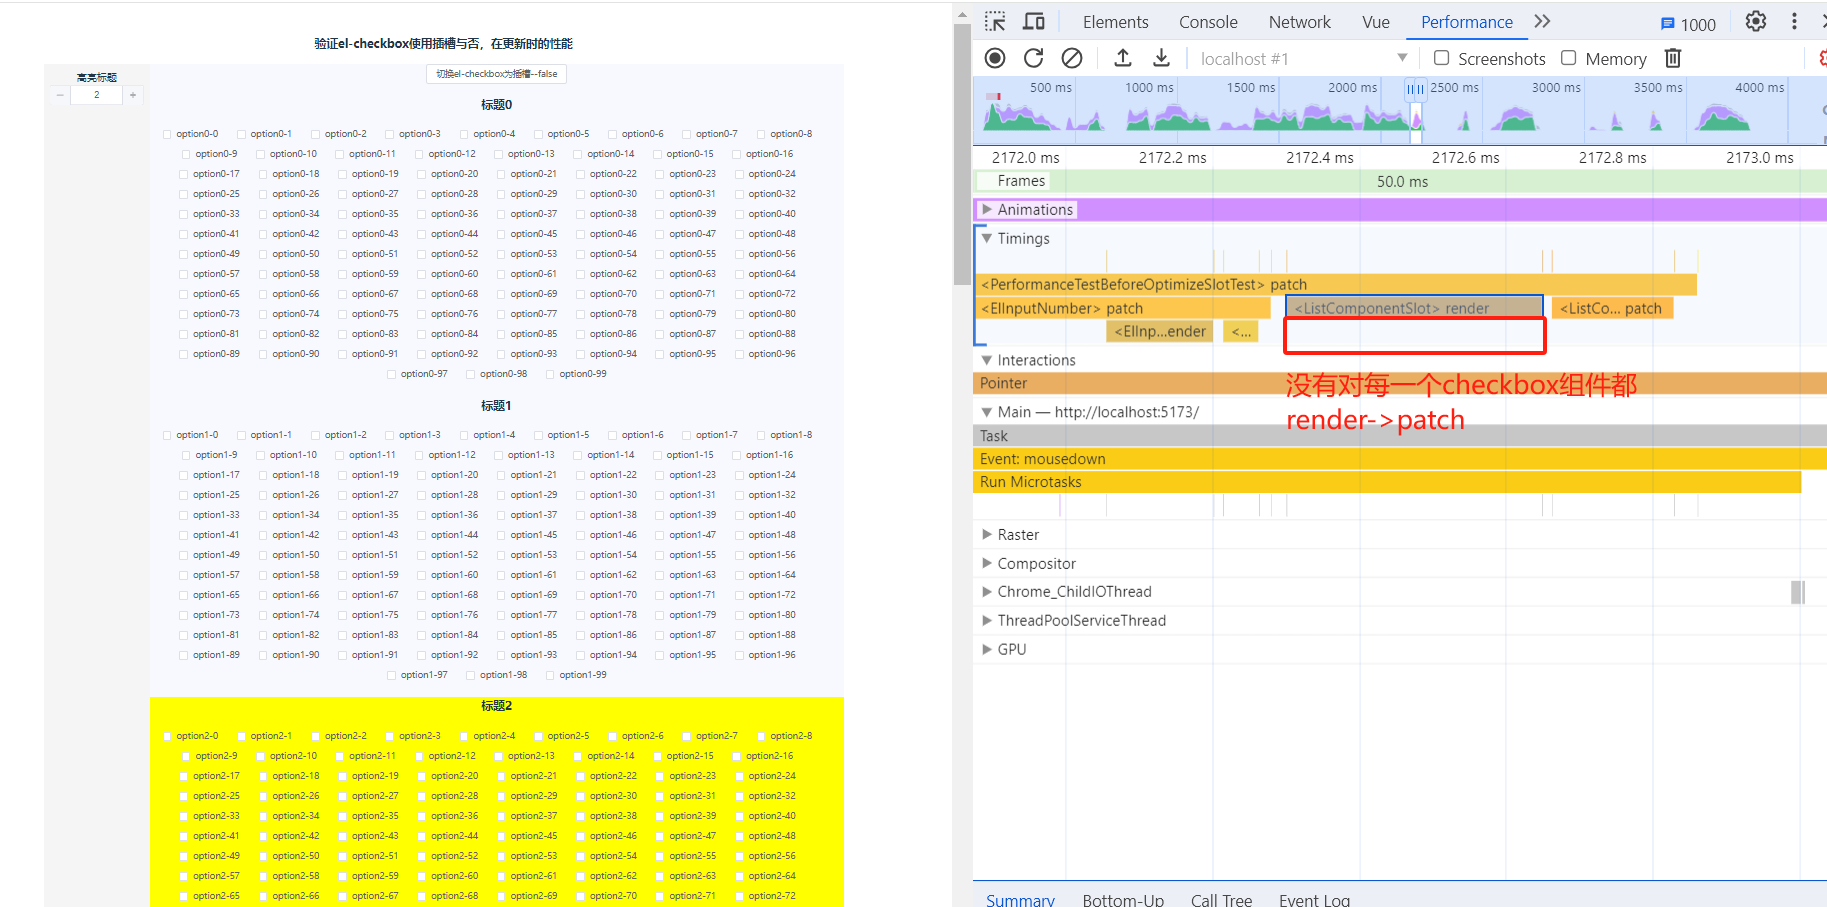 验证el-checkbox使用插槽与否，在更新时的性能
高亮标题
− 2 +
切换el-checkbox为插槽--false
标题0
option0-0 option0-1 option0-2 option0-3 option0-4 option0-5 option0-6 option0-7 option0-8
option0-9 option0-10 option0-11 option0-12 option0-13 option0-14 option0-15 option0-16
option0-17 option0-18 option0-19 option0-20 option0-21 option0-22 option0-23 option0-24
option0-25 option0-26 option0-27 option0-28 option0-29 option0-30 option0-31 option0-32
option0-33 option0-34 option0-35 option0-36 option0-37 option0-38 option0-39 option0-40
option0-41 option0-42 option0-43 option0-44 option0-45 option0-46 option0-47 option0-48
option0-49 option0-50 option0-51 option0-52 option0-53 option0-54 option0-55 option0-56
option0-57 option0-58 option0-59 option0-60 option0-61 option0-62 option0-63 option0-64
option0-65 option0-66 option0-67 option0-68 option0-69 option0-70 option0-71 option0-72
option0-73 option0-74 option0-75 option0-76 option0-77 option0-78 option0-79 option0-80
option0-81 option0-82 option0-83 option0-84 option0-85 option0-86 option0-87 option0-88
option0-89 option0-90 option0-91 option0-92 option0-93 option0-94 option0-95 option0-96
option0-97 option0-98 option0-99
标题1
option1-0 option1-1 option1-2 option1-3 option1-4 option1-5 option1-6 option1-7 option1-8
option1-9 option1-10 option1-11 option1-12 option1-13 option1-14 option1-15 option1-16
option1-17 option1-18 option1-19 option1-20 option1-21 option1-22 option1-23 option1-24
option1-25 option1-26 option1-27 option1-28 option1-29 option1-30 option1-31 option1-32
option1-33 option1-34 option1-35 option1-36 option1-37 option1-38 option1-39 option1-40
option1-41 option1-42 option1-43 option1-44 option1-45 option1-46 option1-47 option1-48
option1-49 option1-50 option1-51 option1-52 option1-53 option1-54 option1-55 option1-56
option1-57 option1-58 option1-59 option1-60 option1-61 option1-62 option1-63 option1-64
option1-65 option1-66 option1-67 option1-68 option1-69 option1-70 option1-71 option1-72
option1-73 option1-74 option1-75 option1-76 option1-77 option1-78 option1-79 option1-80
option1-81 option1-82 option1-83 option1-84 option1-85 option1-86 option1-87 option1-88
option1-89 option1-90 option1-91 option1-92 option1-93 option1-94 option1-95 option1-96
option1-97 option1-98 option1-99
标题2
option2-0 option2-1 option2-2 option2-3 option2-4 option2-5 option2-6 option2-7 option2-8
option2-9 option2-10 option2-11 option2-12 option2-13 option2-14 option2-15 option2-16
option2-17 option2-18 option2-19 option2-20 option2-21 option2-22 option2-23 option2-24
option2-25 option2-26 option2-27 option2-28 option2-29 option2-30 option2-31 option2-32
option2-33 option2-34 option2-35 option2-36 option2-37 option2-38 option2-39 option2-40
option2-41 option2-42 option2-43 option2-44 option2-45 option2-46 option2-47 option2-48
option2-49 option2-50 option2-51 option2-52 option2-53 option2-54 option2-55 option2-56
option2-57 option2-58 option2-59 option2-60 option2-61 option2-62 option2-63 option2-64
option2-65 option2-66 option2-67 option2-68 option2-69 option2-70 option2-71 option2-72
Elements Console Network Vue Performance 1000
localhost #1 Screenshots Memory
500 ms 1000 ms 1500 ms 2000 ms 2500 ms 3000 ms 3500 ms 4000 ms
2172.0 ms 2172.2 ms 2172.4 ms 2172.6 ms 2172.8 ms 2173.0 ms
Frames 50.0 ms
Animations
Timings
<PerformanceTestBeforeOptimizeSlotTest> patch
<ElInputNumber> patch <ListComponentSlot> render <ListCo... patch
<ElInp...ender <...
Interactions
Pointer
没有对每一个checkbox组件都
render->patch
Main — http://localhost:5173/
Task
Event: mousedown
Run Microtasks
Raster
Compositor
Chrome_ChildIOThread
ThreadPoolServiceThread
GPU
Summary Bottom-Up Call Tree Event Log